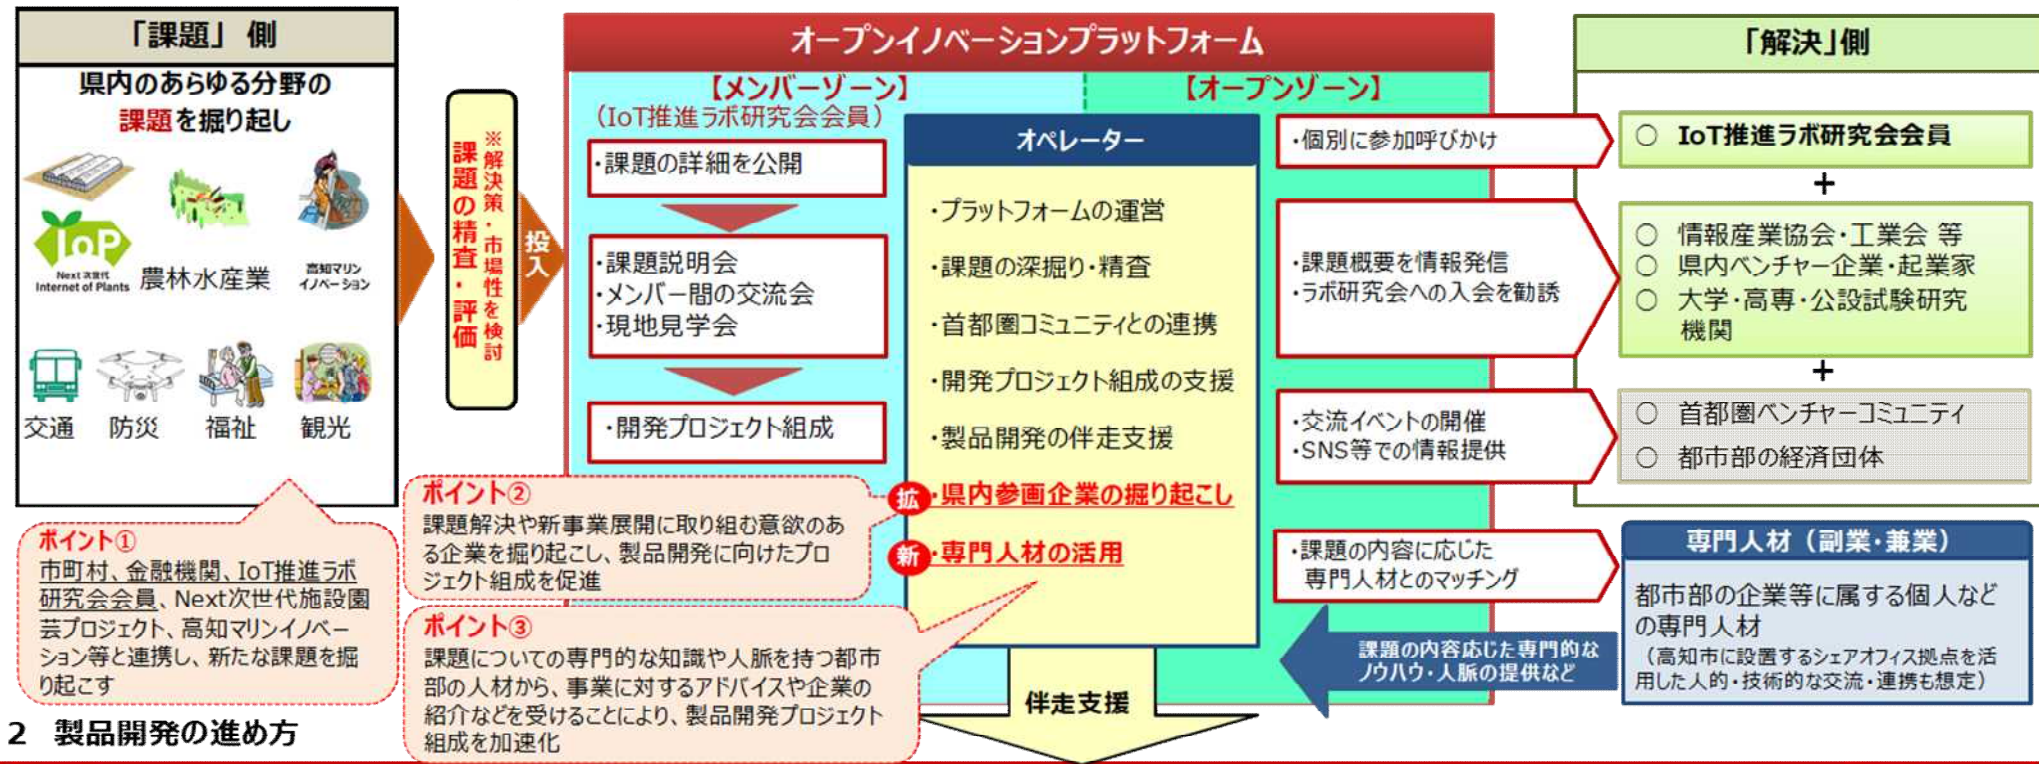 「課題」側
県内のあらゆる分野の
課題を掘り起し
IoP
Next 次世代
Internet of Plants
農林水産業
高知マリン
イノベーション
交通
防災
福祉
観光
ポイント①
市町村、金融機関、IoT推進ラボ
研究会会員、Next次世代施設園
芸プロジェクト、高知マリンイノベー
ション等と連携し、新たな課題を掘
り起こす
課題の精査・評価
※解決策・市場性を検討
投入
オープンイノベーションプラットフォーム
【メンバーゾーン】
(IoT推進ラボ研究会会員)
・課題の詳細を公開
・課題説明会
・メンバー間の交流会
・現地見学会
・開発プロジェクト組成
ポイント②
課題解決や新事業展開に取り組む意欲のあ
る企業を掘り起こし、製品開発に向けたプロ
ジェクト組成を促進
ポイント③
課題についての専門的な知識や人脈を持つ都市
部の人材から、事業に対するアドバイスや企業の
紹介などを受けることにより、製品開発プロジェクト
組成を加速化
オペレーター
・プラットフォームの運営
・課題の深掘り・精査
・首都圏コミュニティとの連携
・開発プロジェクト組成の支援
・製品開発の伴走支援
拡・県内参画企業の掘り起こし
新・専門人材の活用
伴走支援
【オープンゾーン】
・個別に参加呼びかけ
・課題概要を情報発信
・ラボ研究会への入会を勧誘
・交流イベントの開催
・SNS等での情報提供
・課題の内容に応じた
専門人材とのマッチング
課題の内容応じた専門的な
ノウハウ・人脈の提供など
「解決」側
○ IoT推進ラボ研究会会員
+
○ 情報産業協会・工業会 等
○ 県内ベンチャー企業・起業家
○ 大学・高専・公設試験研究
機関
+
○ 首都圏ベンチャーコミュニティ
○ 都市部の経済団体
専門人材(副業・兼業)
都市部の企業等に属する個人など
の専門人材
(高知市に設置するシェアオフィス拠点を活
用した人的・技術的な交流・連携も想定)
2 製品開発の進め方